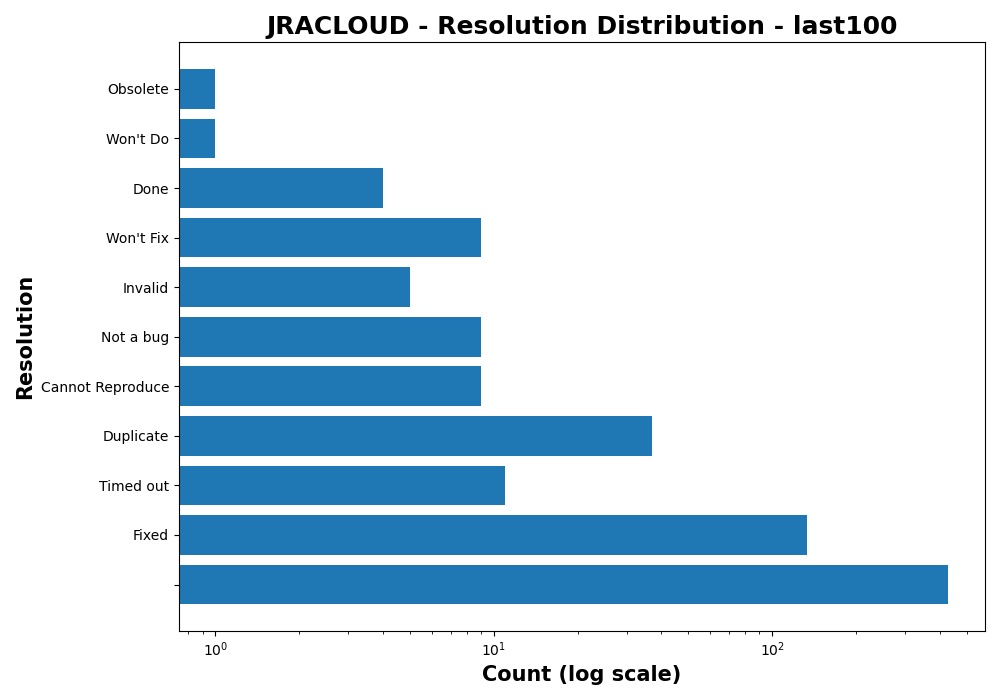 JRACLOUD - Resolution Distribution - last100
Obsolete
Won't Do
Done
Won't Fix
Invalid
Not a bug
Cannot Reproduce
Duplicate
Timed out
Fixed
Resolution
10⁰ 10¹ 10²
Count (log scale)